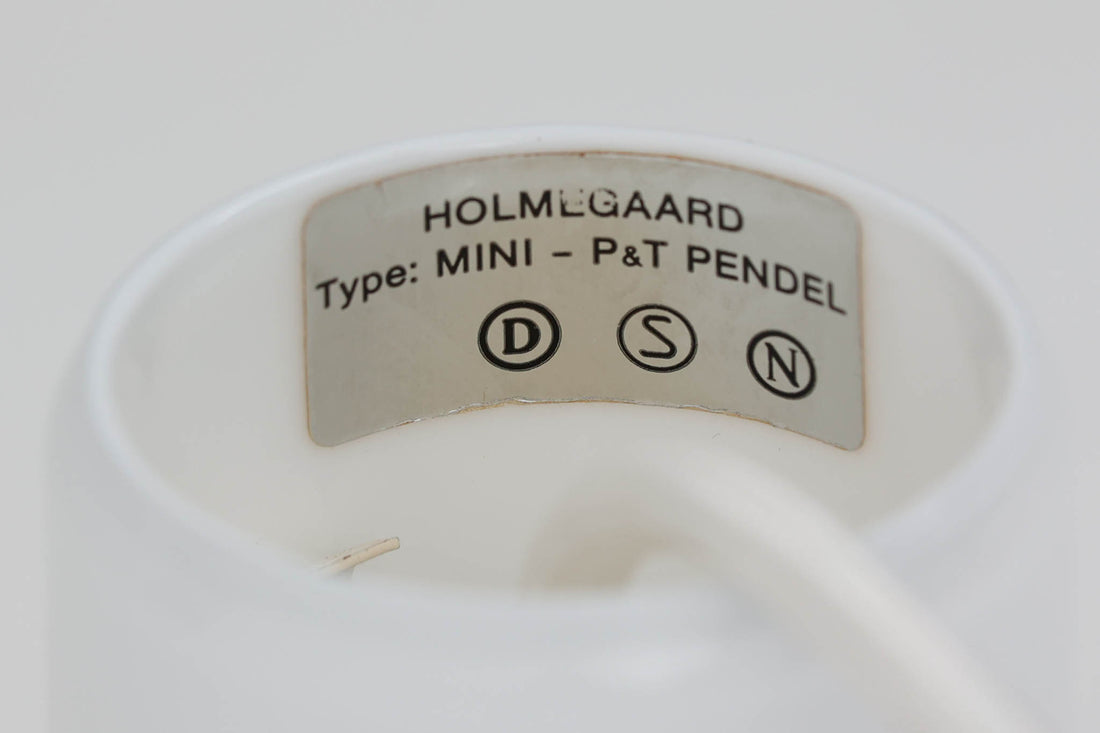 HOLMEGAARD
Type: MINI - P&T PENDEL
D S N